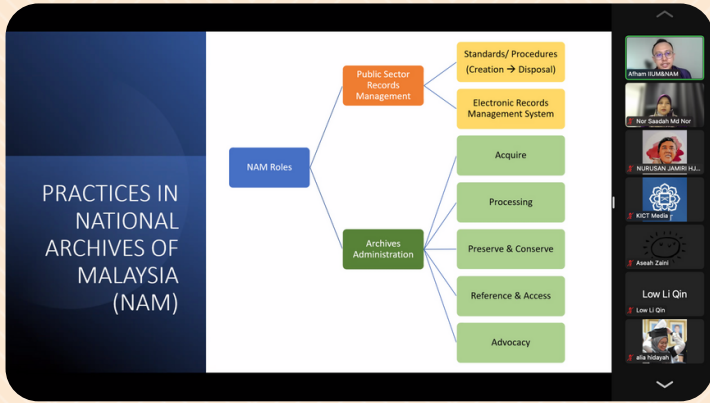 PRACTICES IN
NATIONAL
ARCHIVES OF
MALAYSIA
(NAM)
NAM Roles
Public Sector
Records
Management
Standards/ Procedures
(Creation → Disposal)
Electronic Records
Management System
Archives
Administration
Acquire
Processing
Preserve & Conserve
Reference & Access
Advocacy
Afham IIUM&NAM
Nor Saadah Md Nor
NURUSAN JAMIRI HJ...
KICT Media
Aseah Zaini
Low Li Qin
Low Li Qin
alia hidayah